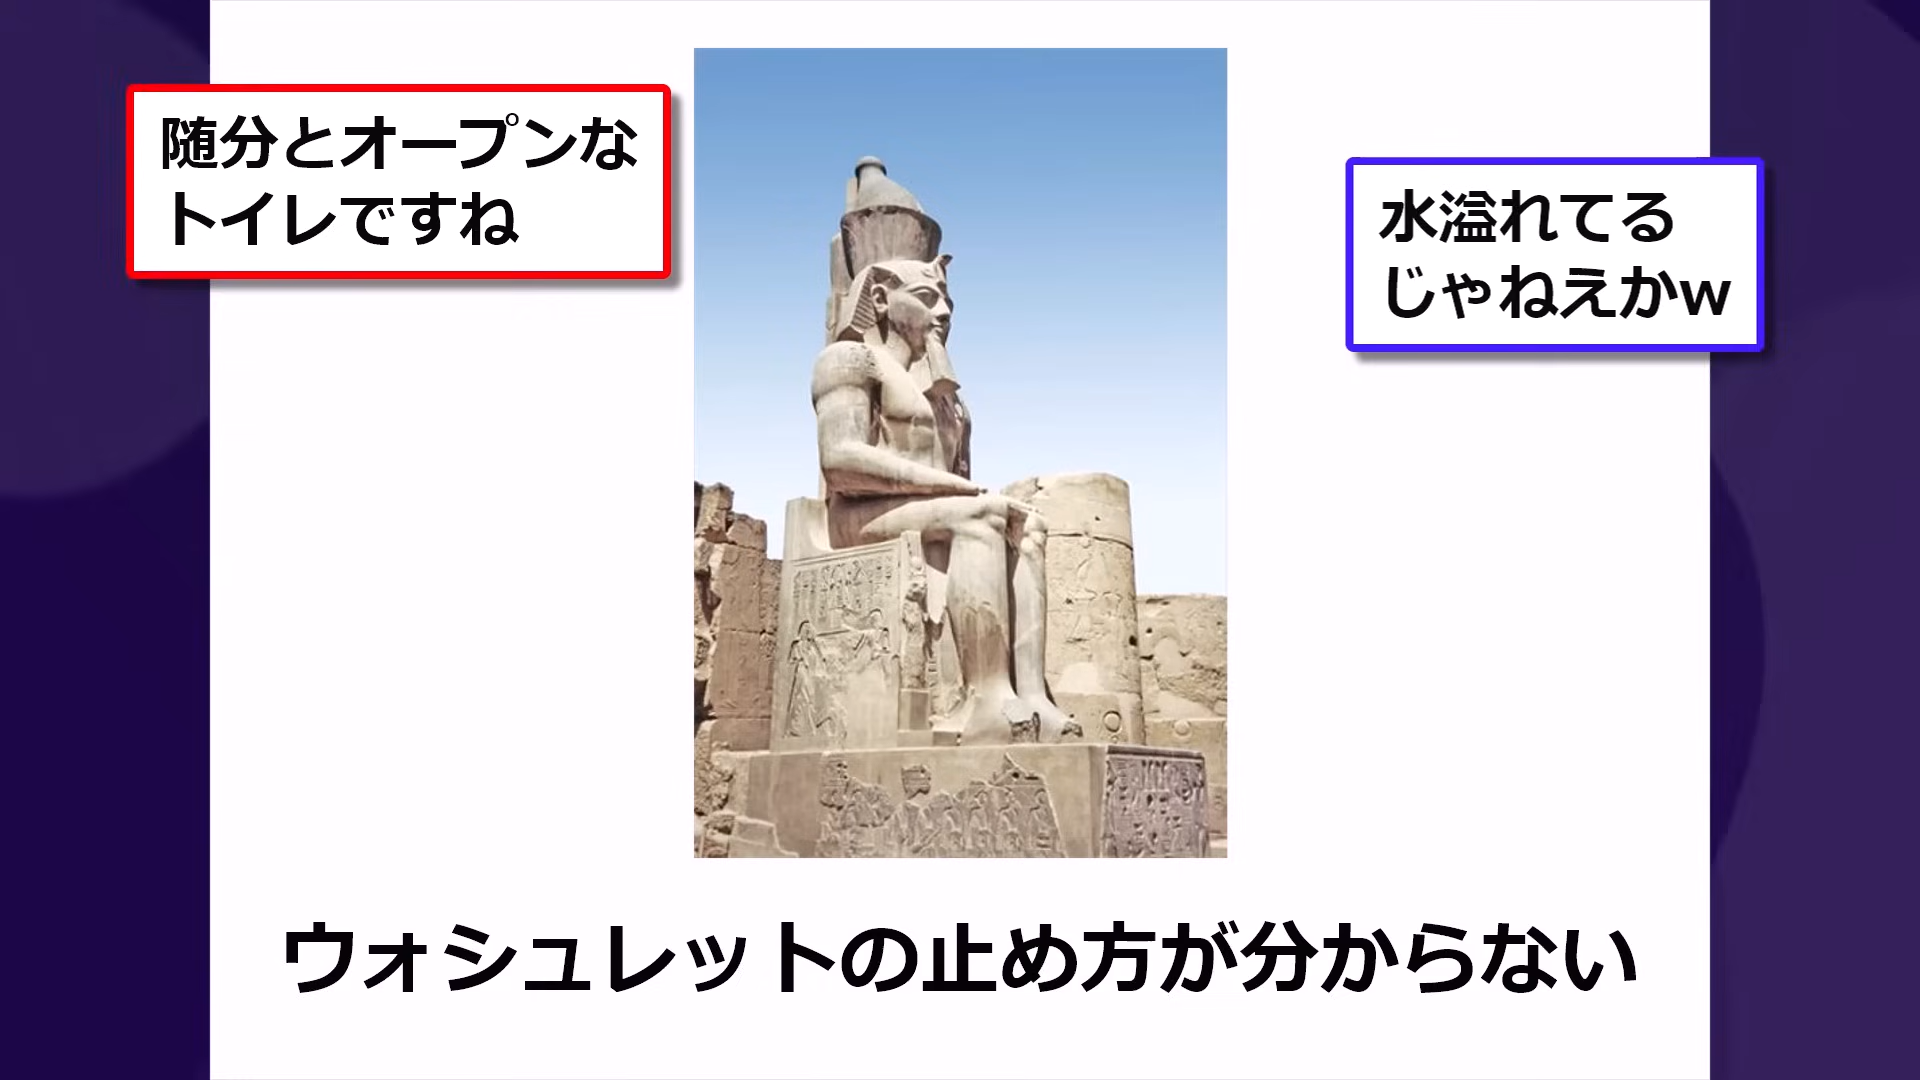 随分とオープンな
トイレですね
水溢れてる
じゃねえかw
ウォシュレットの止め方が分からない